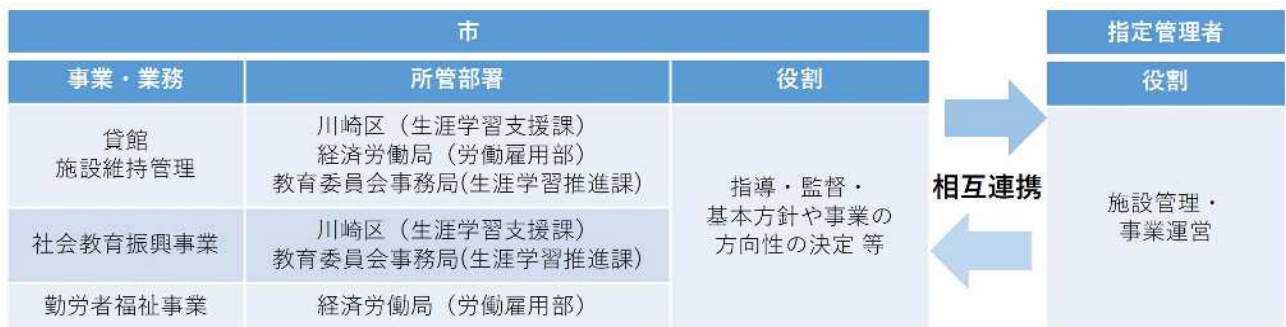 市
指定管理者
事業・業務
所管部署
役割
役割
貸館
施設維持管理
川崎区（生涯学習支援課）
経済労働局（労働雇用部）
教育委員会事務局(生涯学習推進課)
社会教育振興事業
川崎区（生涯学習支援課）
教育委員会事務局(生涯学習推進課)
勤労者福祉事業
経済労働局（労働雇用部）
指導・監督・
基本方針や事業の
方向性の決定 等
相互連携
施設管理・
事業運営